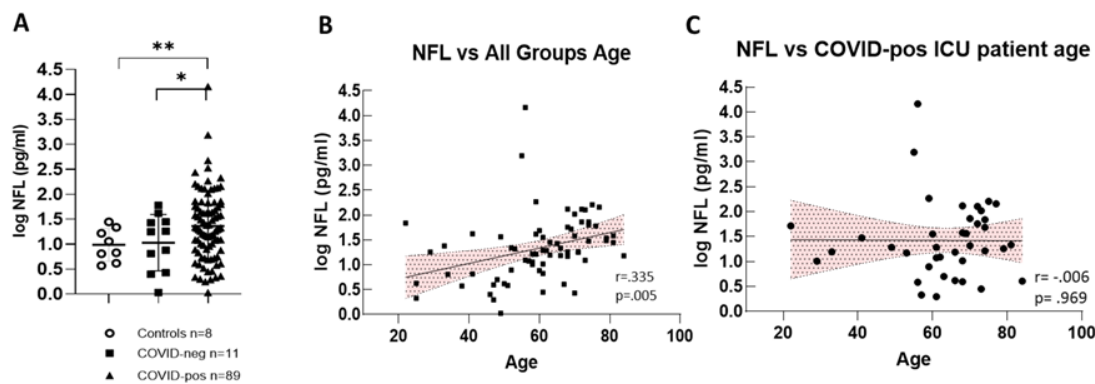 A
**
*
4.5
4.0
3.5
3.0
2.5
2.0
1.5
1.0
0.5
0.0
log NFL (pg/ml)
Controls n=8
COVID-neg n=11
COVID-pos n=89
B
NFL vs All Groups Age
4.5
4.0
3.5
3.0
2.5
2.0
1.5
1.0
0.5
0.0
log NFL (pg/ml)
r=.335
p=.005
20 40 60 80 100
Age
C
NFL vs COVID-pos ICU patient age
4.5
4.0
3.5
3.0
2.5
2.0
1.5
1.0
0.5
0.0
log NFL (pg/ml)
r= -.006
p= .969
20 40 60 80 100
Age